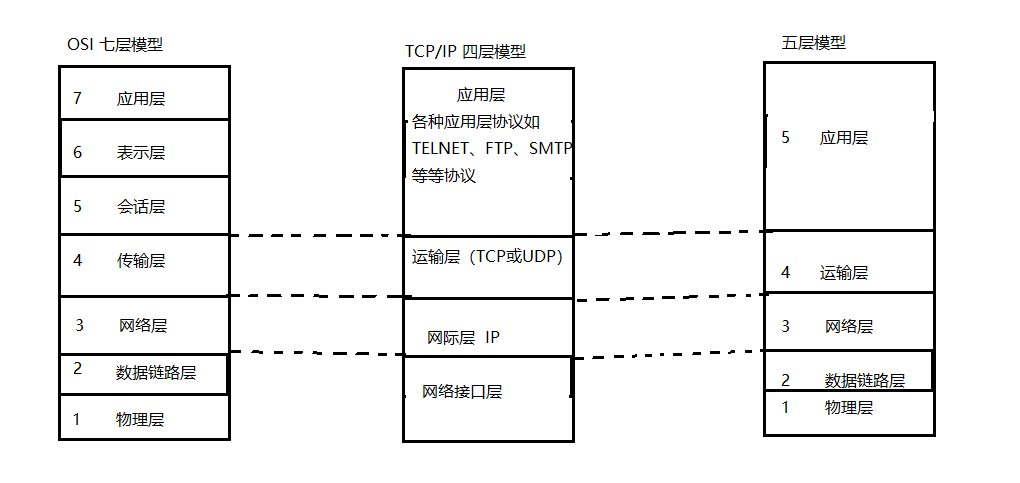 OSI 七层模型
7 应用层
6 表示层
5 会话层
4 传输层
3 网络层
2 数据链路层
1 物理层
TCP/IP 四层模型
应用层
各种应用层协议如
TELNET、FTP、SMTP
等等协议
运输层（TCP或UDP）
网际层 IP
网络接口层
五层模型
5 应用层
4 运输层
3 网络层
2 数据链路层
1 物理层